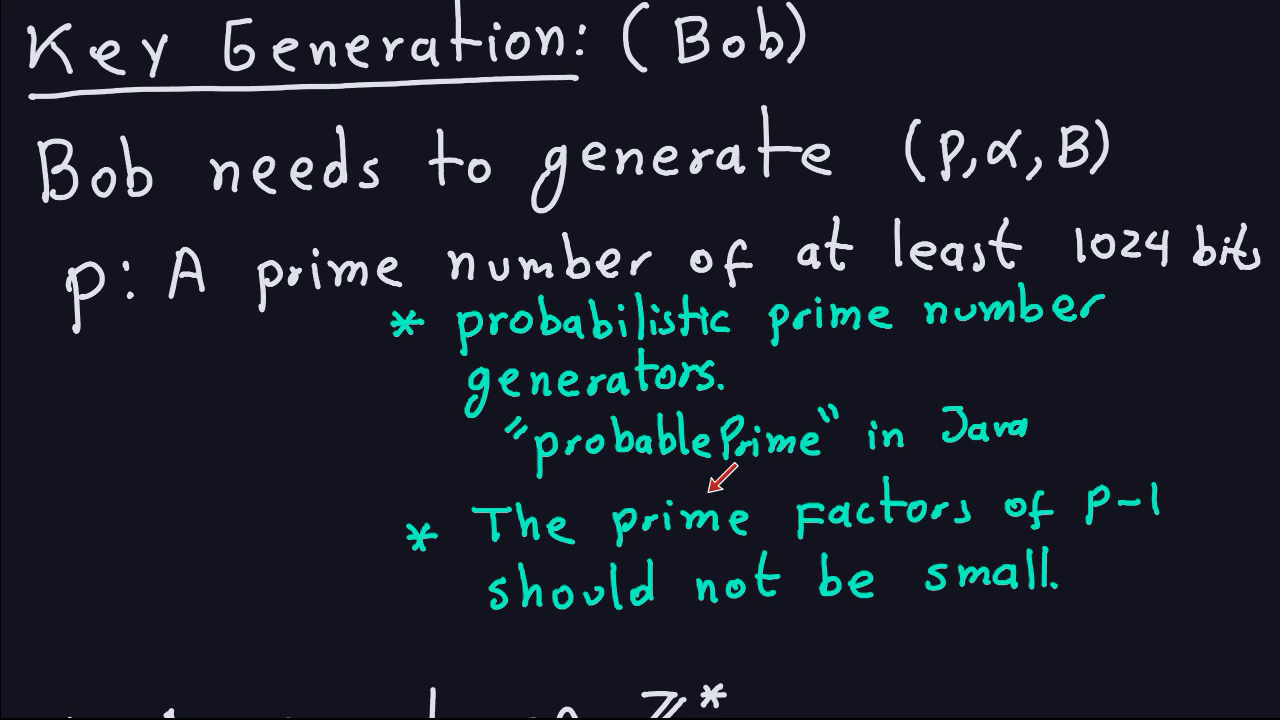 Key Generation: (Bob)
Bob needs to generate (p, α, B)
p: A prime number of at least 1024 bits
* probabilistic prime number
generators.
"probablePrime" in Java
* The prime Factors of P-1
should not be small.
ℤ*